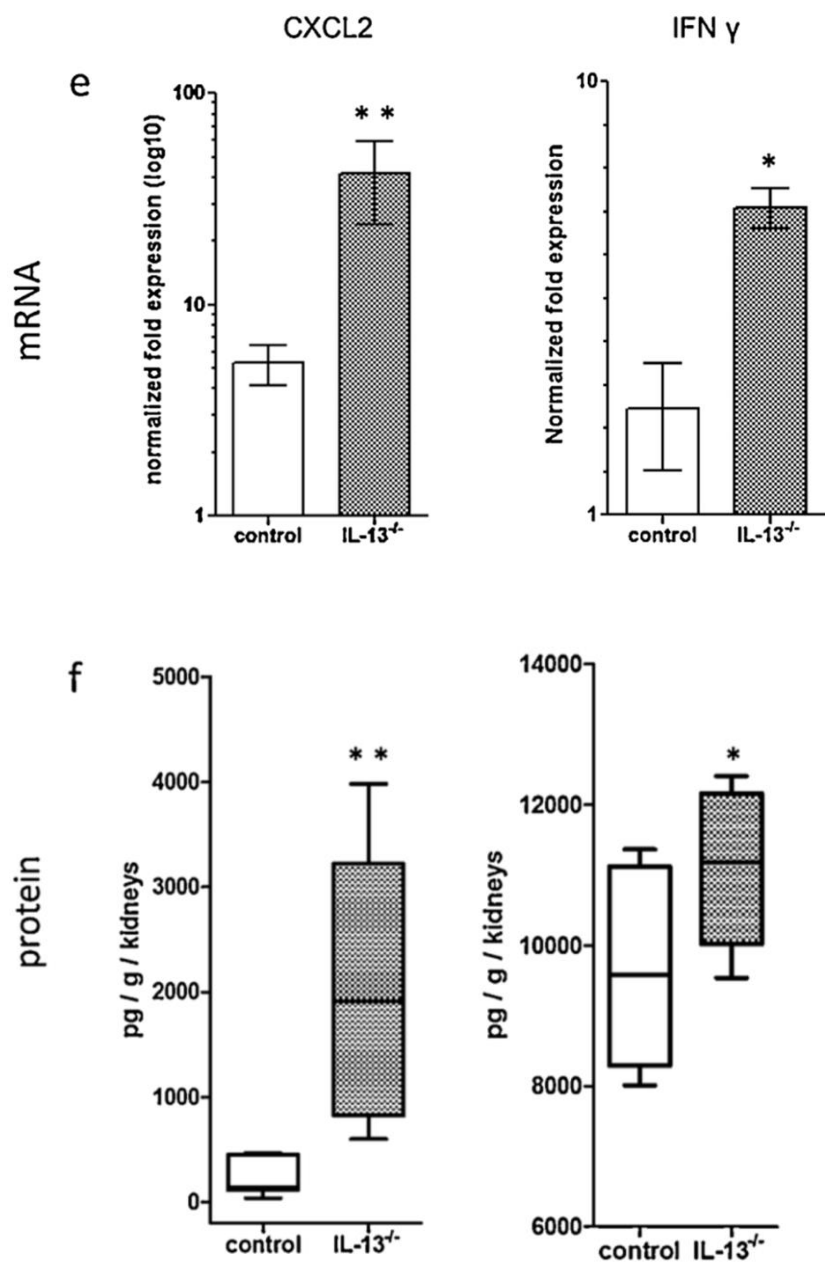 CXCL2
IFN γ
e
mRNA
normalized fold expression (log10)
100
10
1
**
control
IL-13-/-
Normalized fold expression
10
1
*
control
IL-13-/-
f
protein
pg / g / kidneys
5000
4000
3000
2000
1000
0
**
control
IL-13-/-
pg / g / kidneys
14000
12000
10000
8000
6000
*
control
IL-13-/-